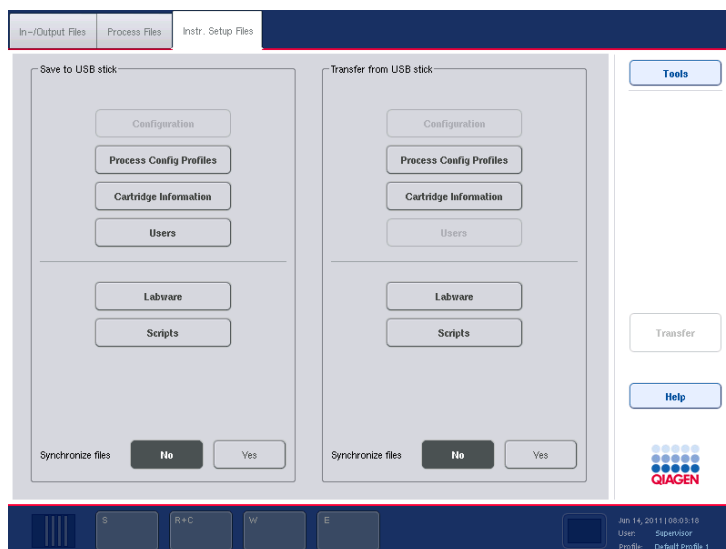 In-/Output Files
Process Files
Instr. Setup Files
Save to USB stick
Configuration
Process Config Profiles
Cartridge Information
Users
Labware
Scripts
Synchronize files
No
Yes
Transfer from USB stick
Configuration
Process Config Profiles
Cartridge Information
Users
Labware
Scripts
Synchronize files
No
Yes
Tools
Transfer
Help
QIAGEN
S
R+C
W
E
Jun 14, 2011 | 08:03:18
User: Supervisor
Profile: Default Profile 1